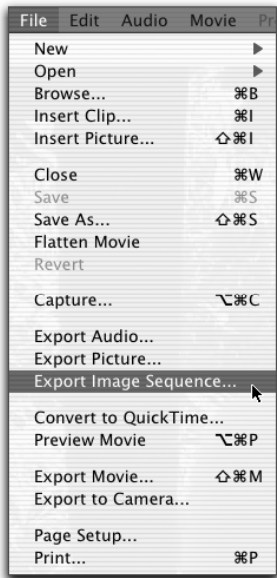 File Edit Audio Movie Pr
New
Open
Browse... ⌘B
Insert Clip... ⌘I
Insert Picture... ⇧⌘I
Close ⌘W
Save ⌘S
Save As... ⇧⌘S
Flatten Movie
Revert
Capture... ⌥⌘C
Export Audio...
Export Picture...
Export Image Sequence...
Convert to QuickTime...
Preview Movie ⌥⌘P
Export Movie... ⇧⌘M
Export to Camera...
Page Setup...
Print... ⌘P